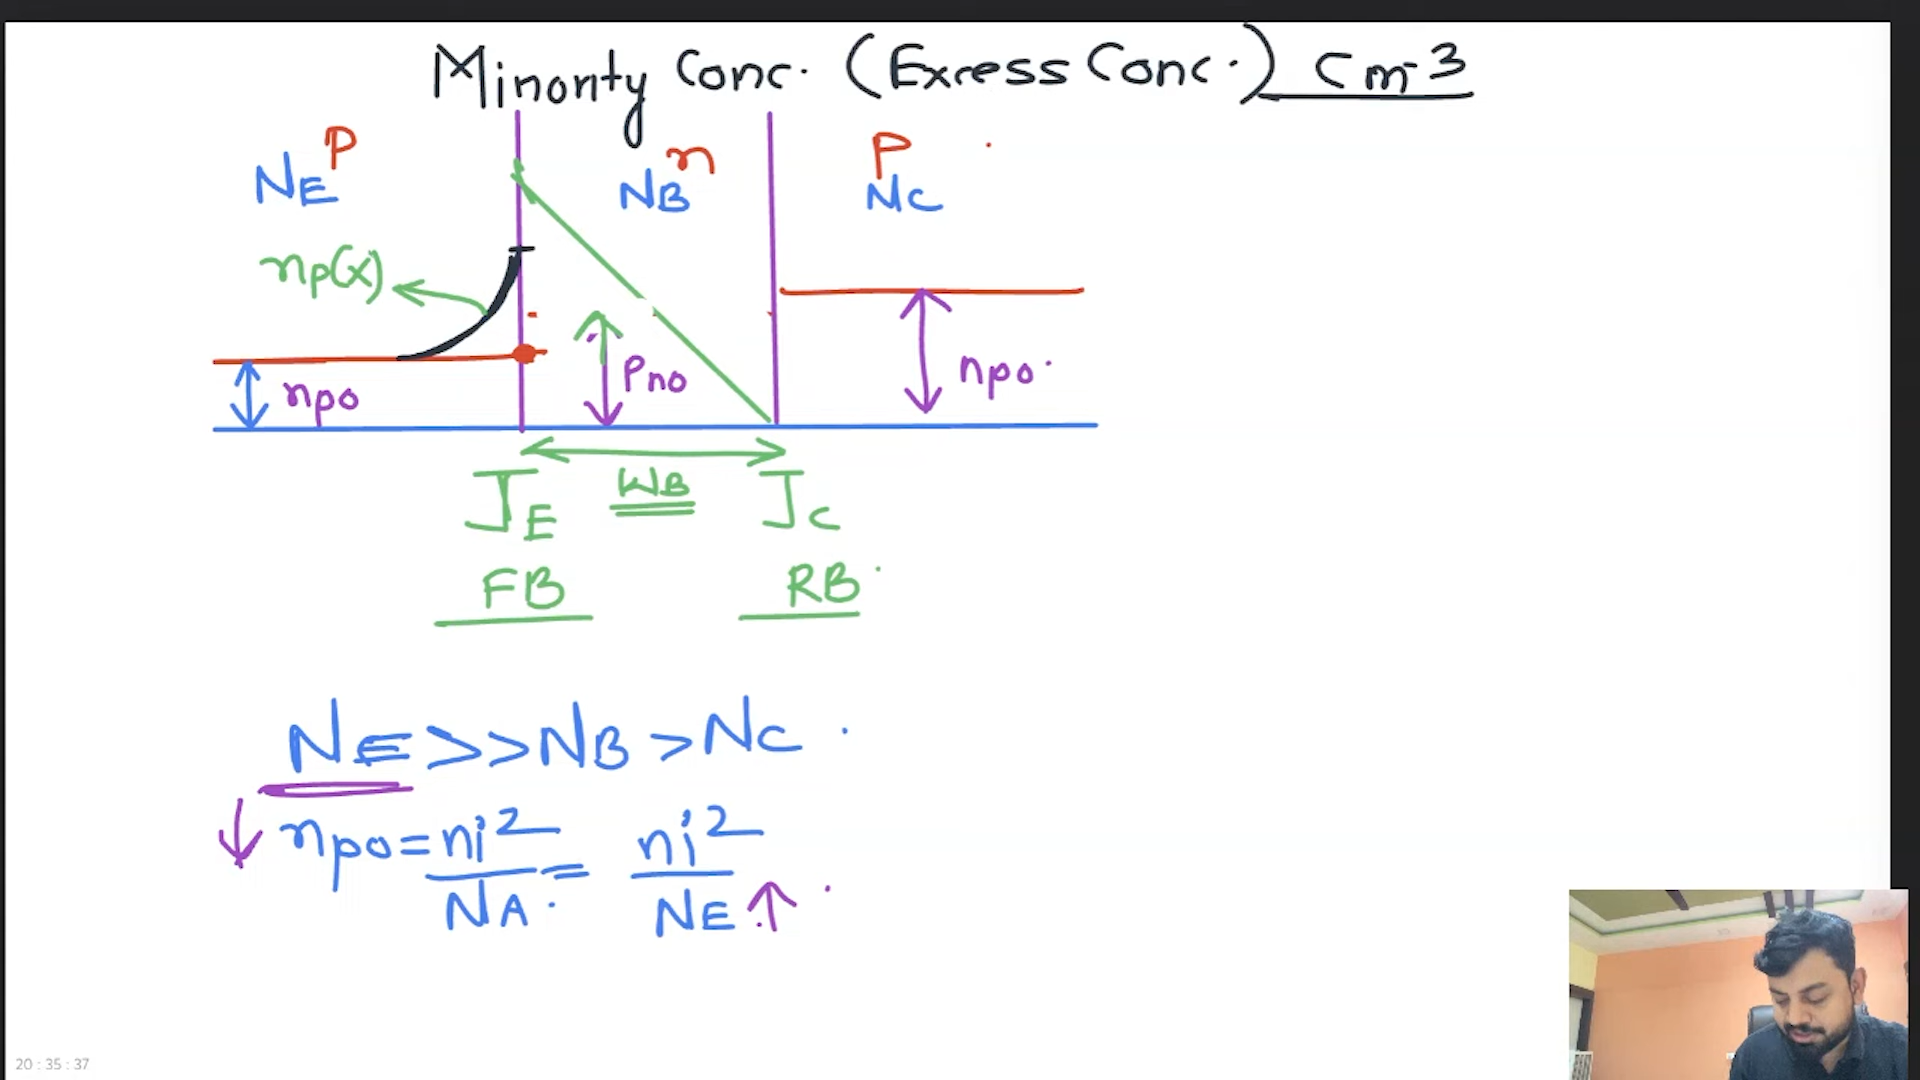 Minority Conc. (Excess Conc.) cm-3
P n P
NE NB NC
np(x)
npo Pno npo
WB
JE JC
FB RB
NE >> NB > NC
npo = ni² / NA = ni² / NE
20 : 35 : 37